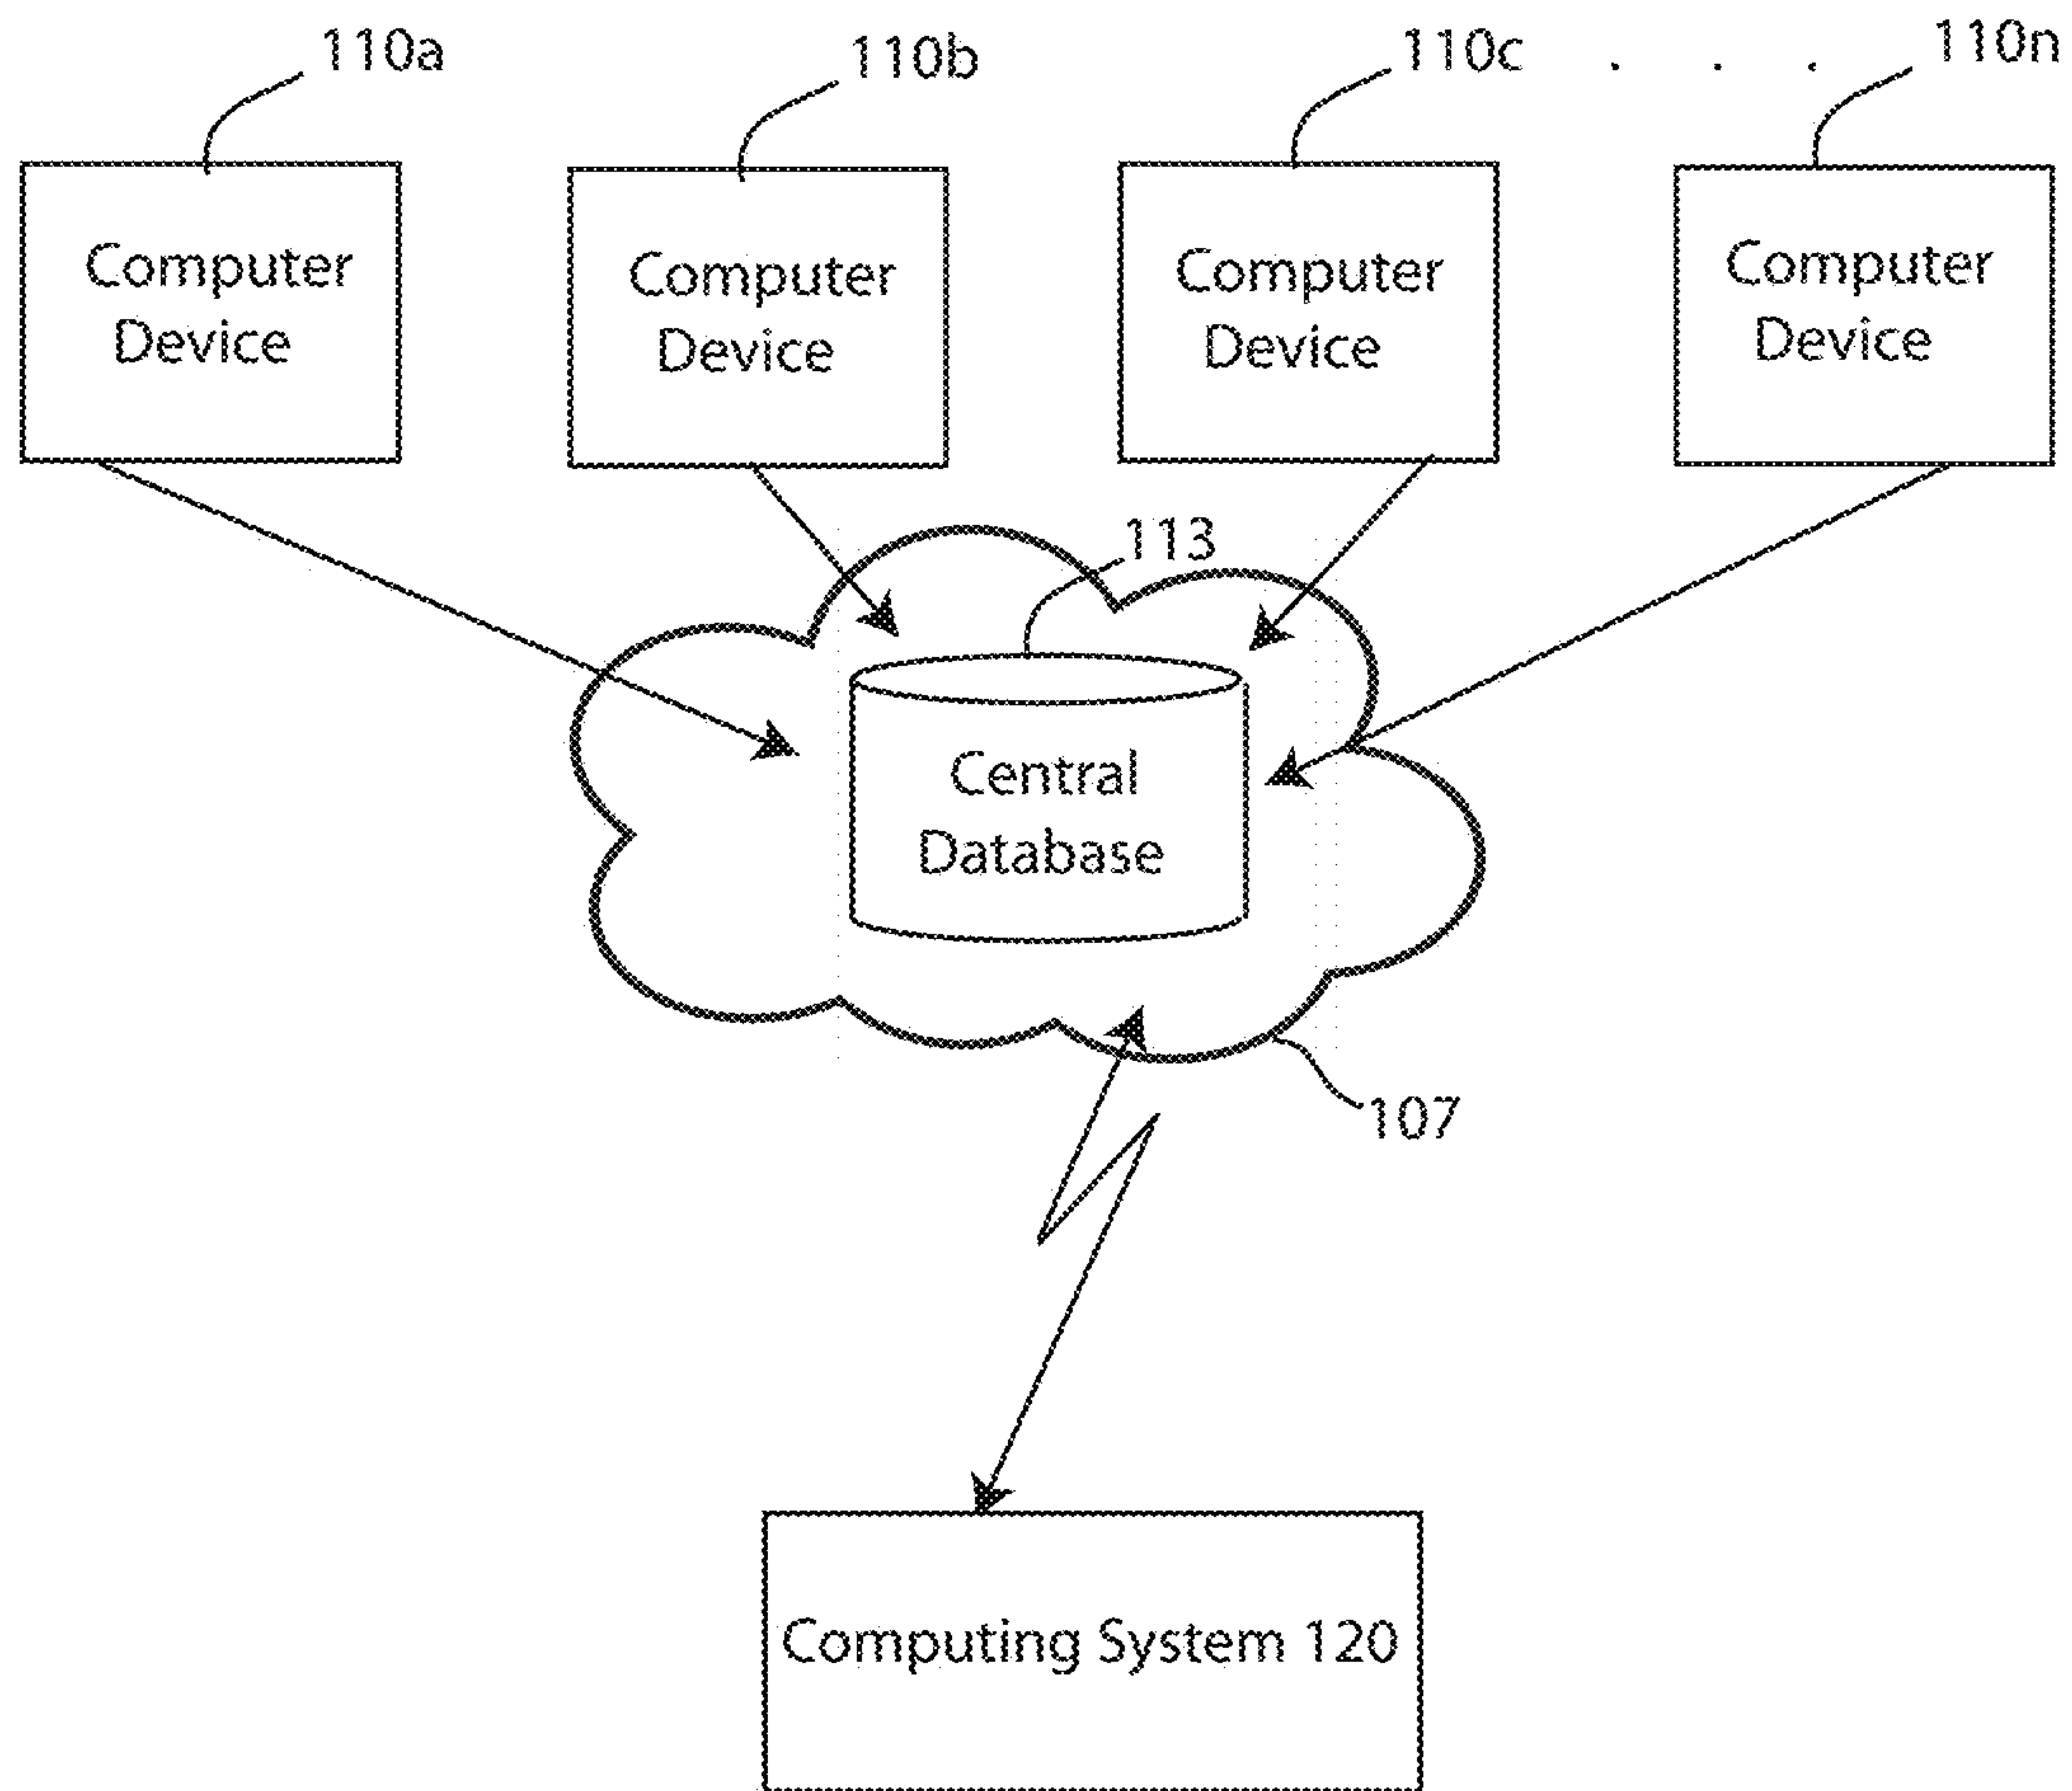 110a
110b
110c . . . 110n
Computer
Device
Computer
Device
Computer
Device
Computer
Device
113
Central
Database
107
Computing System 120